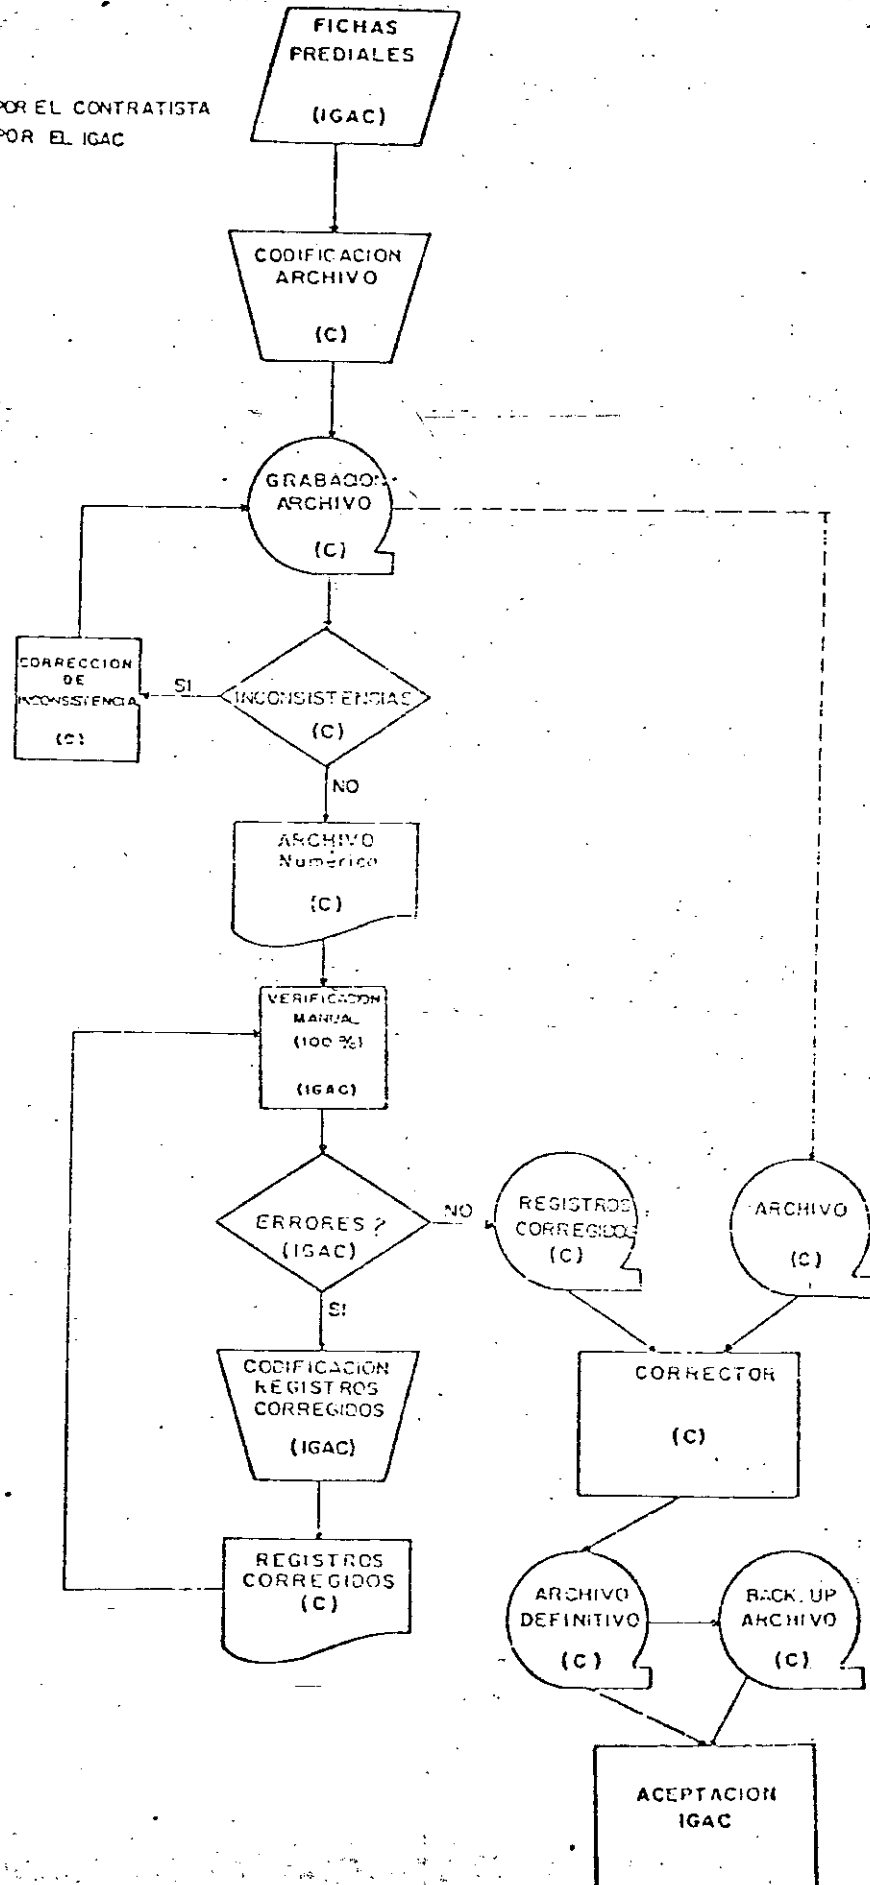 FICHAS
PREDIALES
(IGAC)
POR EL CONTRATISTA
POR EL IGAC
CODIFICACION
ARCHIVO
(C)
GRABACION
ARCHIVO
(C)
CORRECCION
DE
INCONSISTENCIA
(C)
SI
INCONSISTENCIAS
(C)
NO
ARCHIVO
Numérico
(C)
VERIFICACION
MANUAL
(100 %)
(IGAC)
ERRORES ?
(IGAC)
NO
REGISTROS
CORREGIDOS
(C)
ARCHIVO
(C)
SI
CODIFICACION
REGISTROS
CORREGIDOS
(IGAC)
CORRECTOR
(C)
REGISTROS
CORREGIDOS
(C)
ARCHIVO
DEFINITIVO
(C)
BACK.UP
ARCHIVO
(C)
ACEPTACION
IGAC